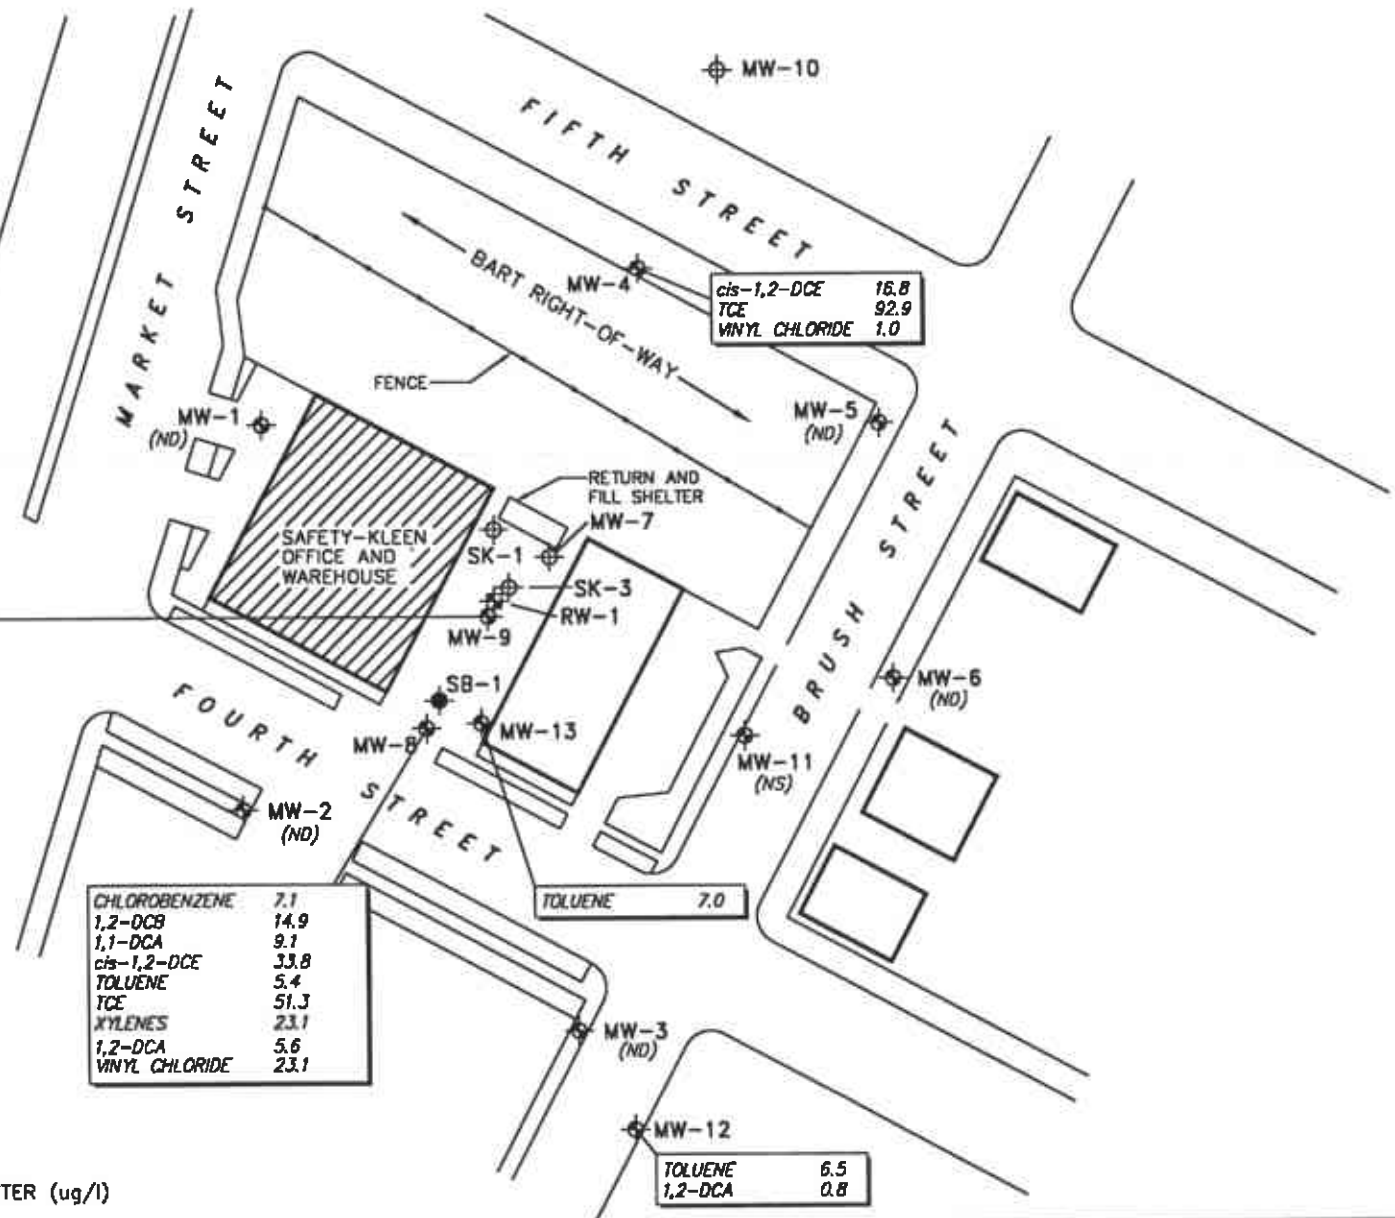 MW-10
FIFTH STREET
MARKET STREET
BART RIGHT-OF-WAY
MW-4
cis-1,2-DCE 16.8
TCE 92.9
VINYL CHLORIDE 1.0
FENCE
MW-1
(ND)
MW-5
(ND)
RETURN AND
FILL SHELTER
MW-7
SAFETY-KLEEN
OFFICE AND
WAREHOUSE
SK-1
SK-3
RW-1
MW-9
BRUSH STREET
SB-1
MW-6
(ND)
FOURTH STREET
MW-8
MW-13
MW-11
(NS)
MW-2
(ND)
CHLOROBENZENE 7.1
1,2-DCB 14.9
1,1-DCA 9.1
cis-1,2-DCE 33.8
TOLUENE 5.4
TCE 51.3
XYLENES 23.1
1,2-DCA 5.6
VINYL CHLORIDE 23.1
TOLUENE 7.0
MW-3
(ND)
MW-12
TOLUENE 6.5
1,2-DCA 0.8
TER (ug/l)